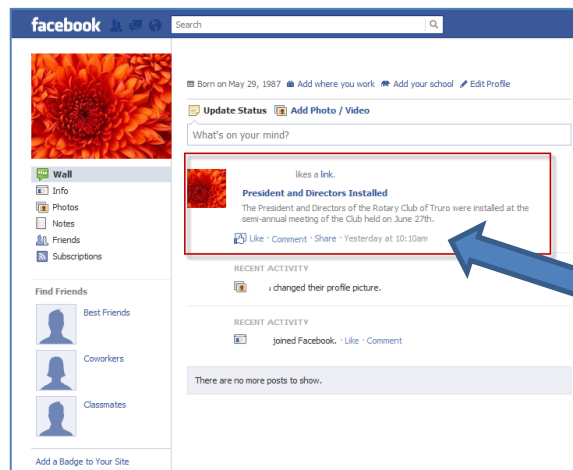 facebook
Search
Born on May 29, 1987 Add where you work Add your school Edit Profile
Update Status Add Photo / Video
What's on your mind?
Wall
Info
Photos
Notes
Friends
Subscriptions
Find Friends
Best Friends
Coworkers
Classmates
Add a Badge to Your Site
likes a link.
President and Directors Installed
The President and Directors of the Rotary Club of Truro were installed at the
semi-annual meeting of the Club held on June 27th.
Like · Comment · Share · Yesterday at 10:10am
RECENT ACTIVITY
changed their profile picture.
RECENT ACTIVITY
joined Facebook. · Like · Comment
There are no more posts to show.